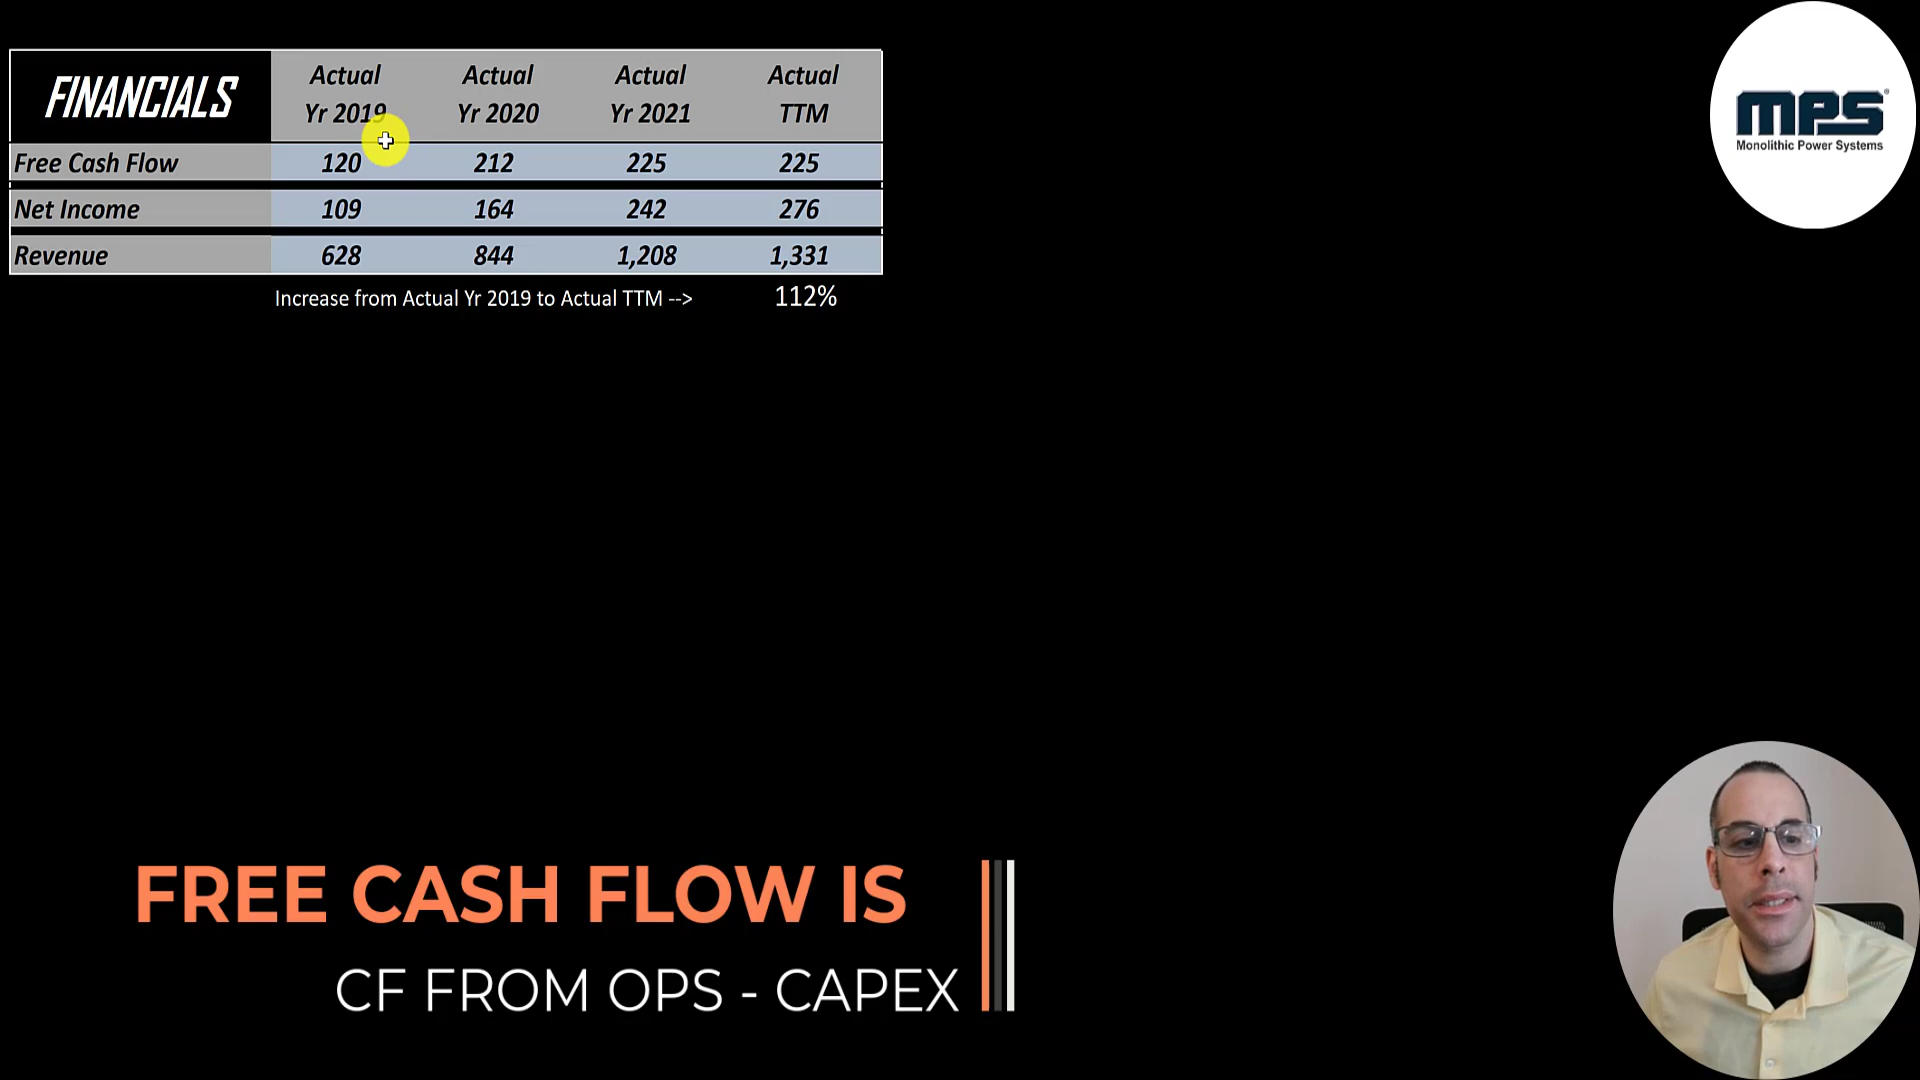 FINANCIALS
Actual Yr 2019
Actual Yr 2020
Actual Yr 2021
Actual TTM
Free Cash Flow 120 212 225 225
Net Income 109 164 242 276
Revenue 628 844 1,208 1,331
Increase from Actual Yr 2019 to Actual TTM --> 112%
mPS®
Monolithic Power Systems
FREE CASH FLOW IS
CF FROM OPS - CAPEX